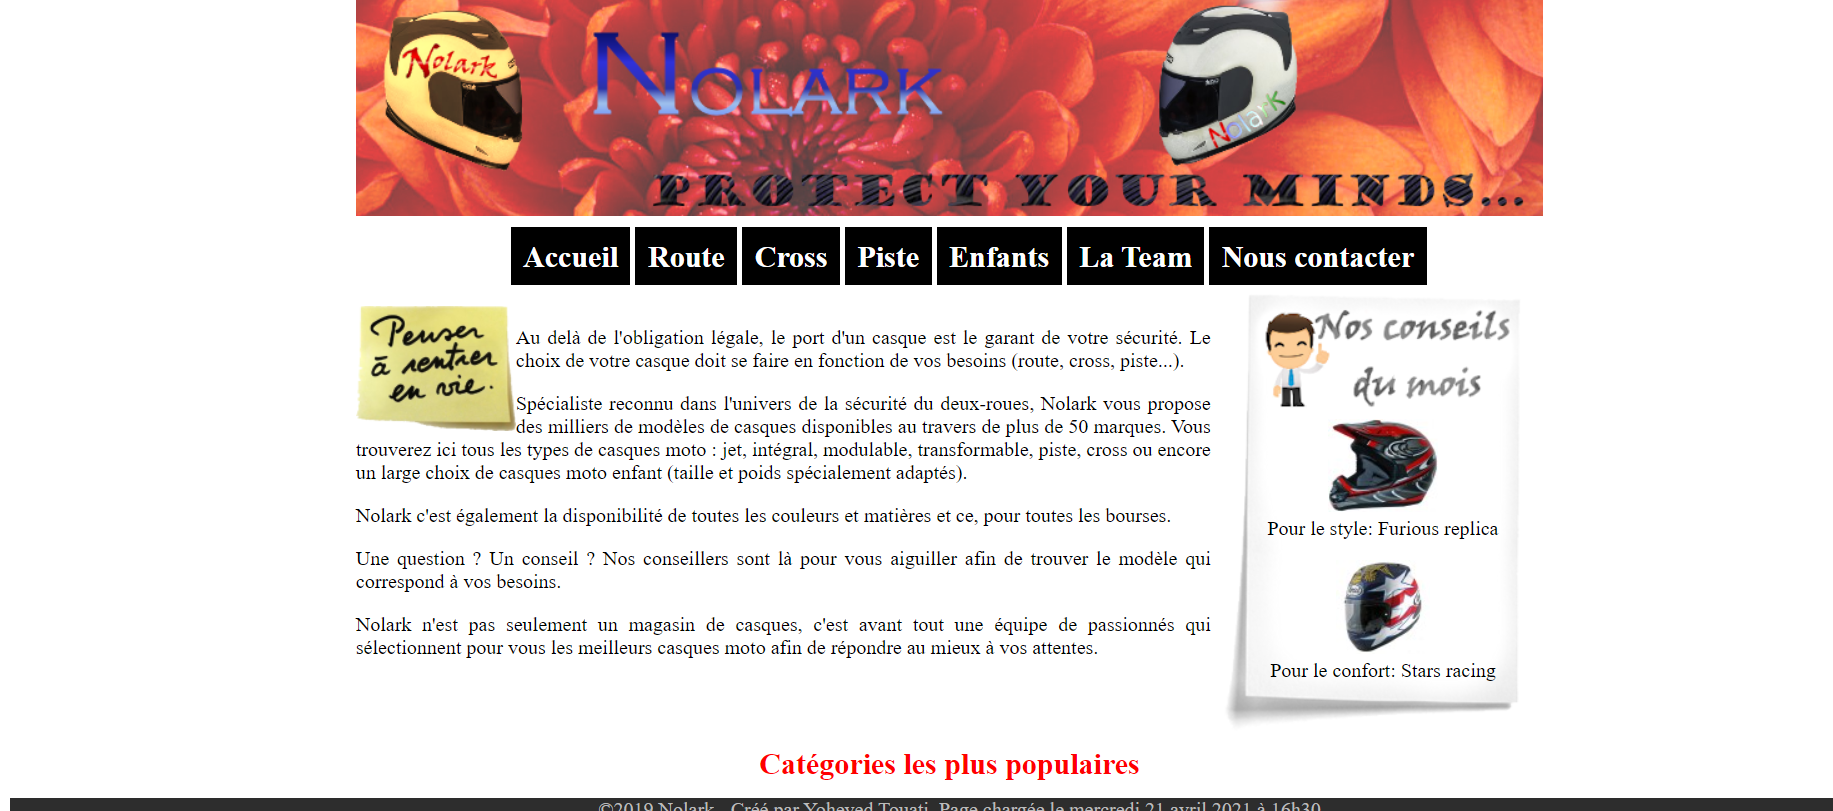 Nolark
NOLARK
Nolark
PROTECT YOUR MINDS...
Accueil Route Cross Piste Enfants La Team Nous contacter
Penser
à rentrer
en vie.
Au delà de l'obligation légale, le port d'un casque est le garant de votre sécurité. Le
choix de votre casque doit se faire en fonction de vos besoins (route, cross, piste...).
Spécialiste reconnu dans l'univers de la sécurité du deux-roues, Nolark vous propose
des milliers de modèles de casques disponibles au travers de plus de 50 marques. Vous
trouverez ici tous les types de casques moto : jet, intégral, modulable, transformable, piste, cross ou encore
un large choix de casques moto enfant (taille et poids spécialement adaptés).
Nolark c'est également la disponibilité de toutes les couleurs et matières et ce, pour toutes les bourses.
Une question ? Un conseil ? Nos conseillers sont là pour vous aiguiller afin de trouver le modèle qui
correspond à vos besoins.
Nolark n'est pas seulement un magasin de casques, c'est avant tout une équipe de passionnés qui
sélectionnent pour vous les meilleurs casques moto afin de répondre au mieux à vos attentes.
Nos conseils
du mois
Pour le style: Furious replica
Pour le confort: Stars racing
Catégories les plus populaires
©2019 Nolark - Créé par Yoheved Touati. Page chargée le mercredi 21 avril 2021 à 16h30